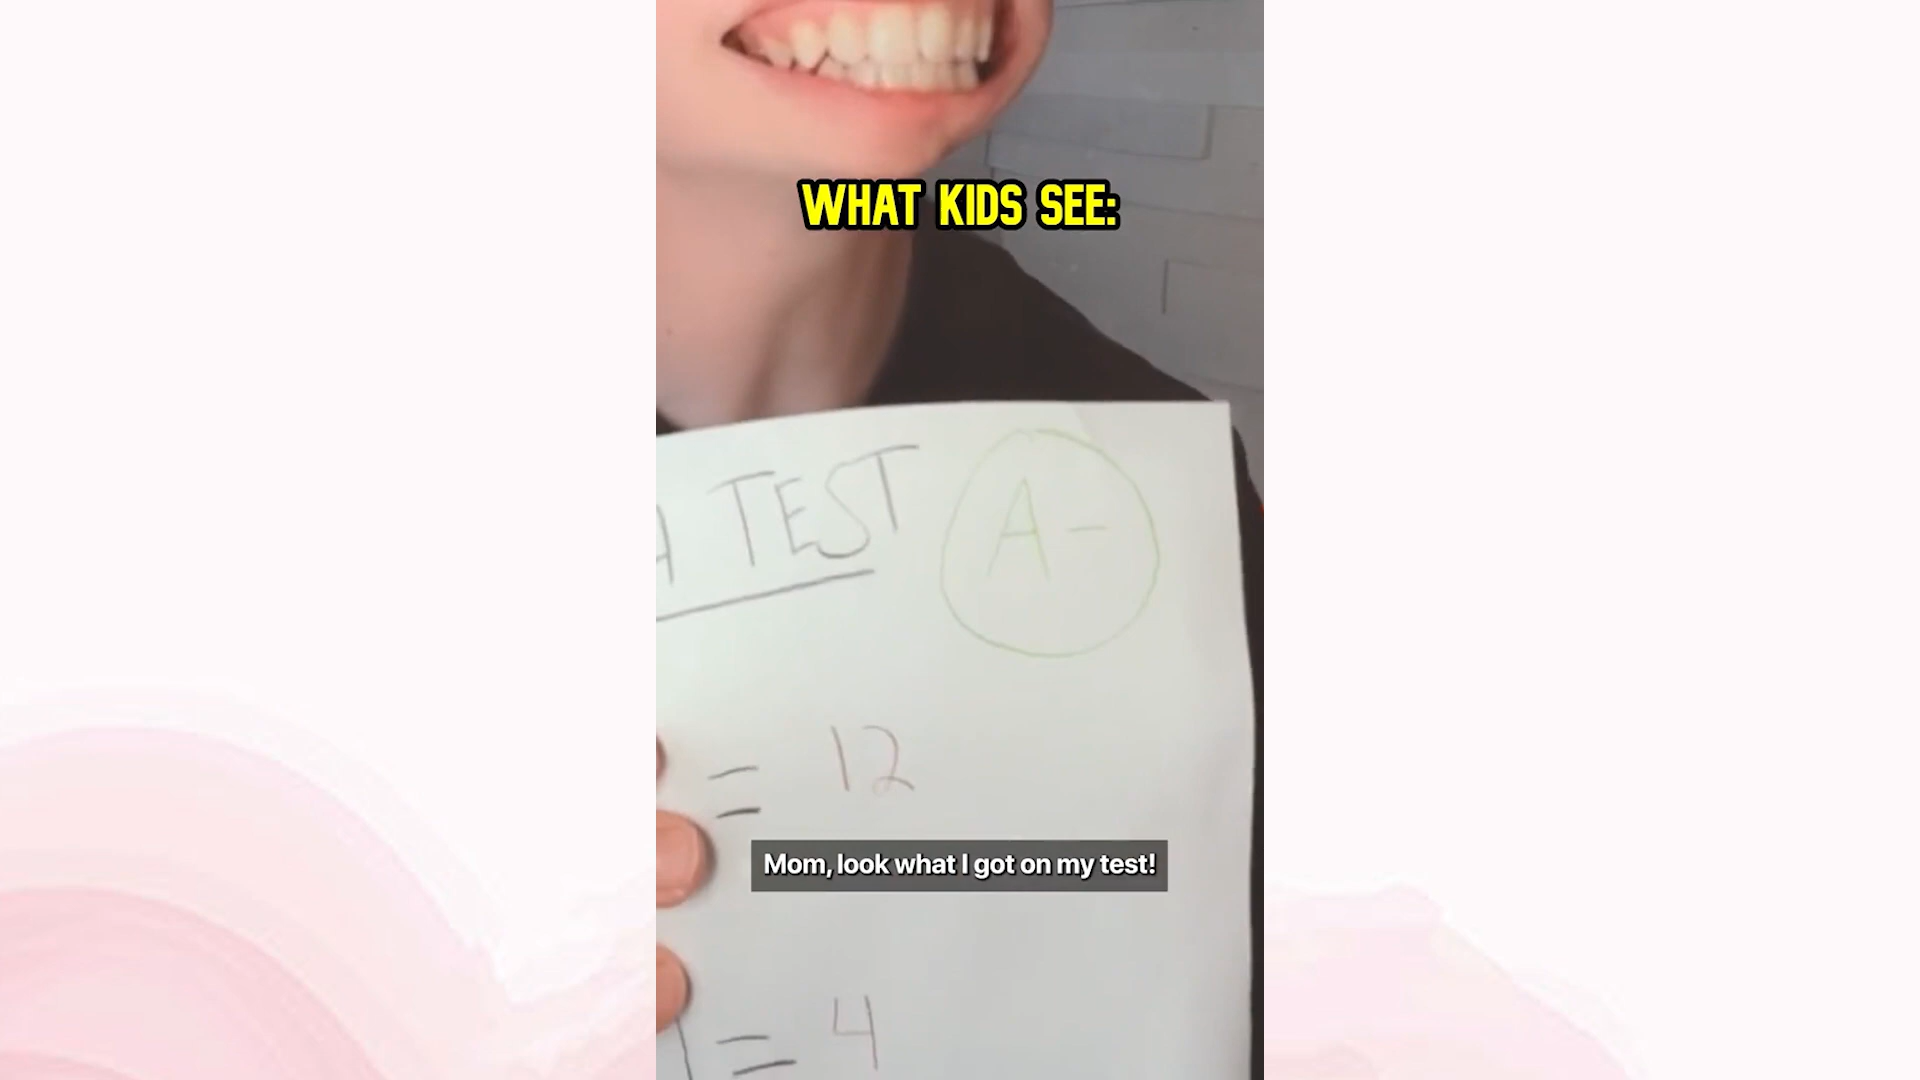 WHAT KIDS SEE:
TEST
A-
= 12
Mom, look what I got on my test!
= 4